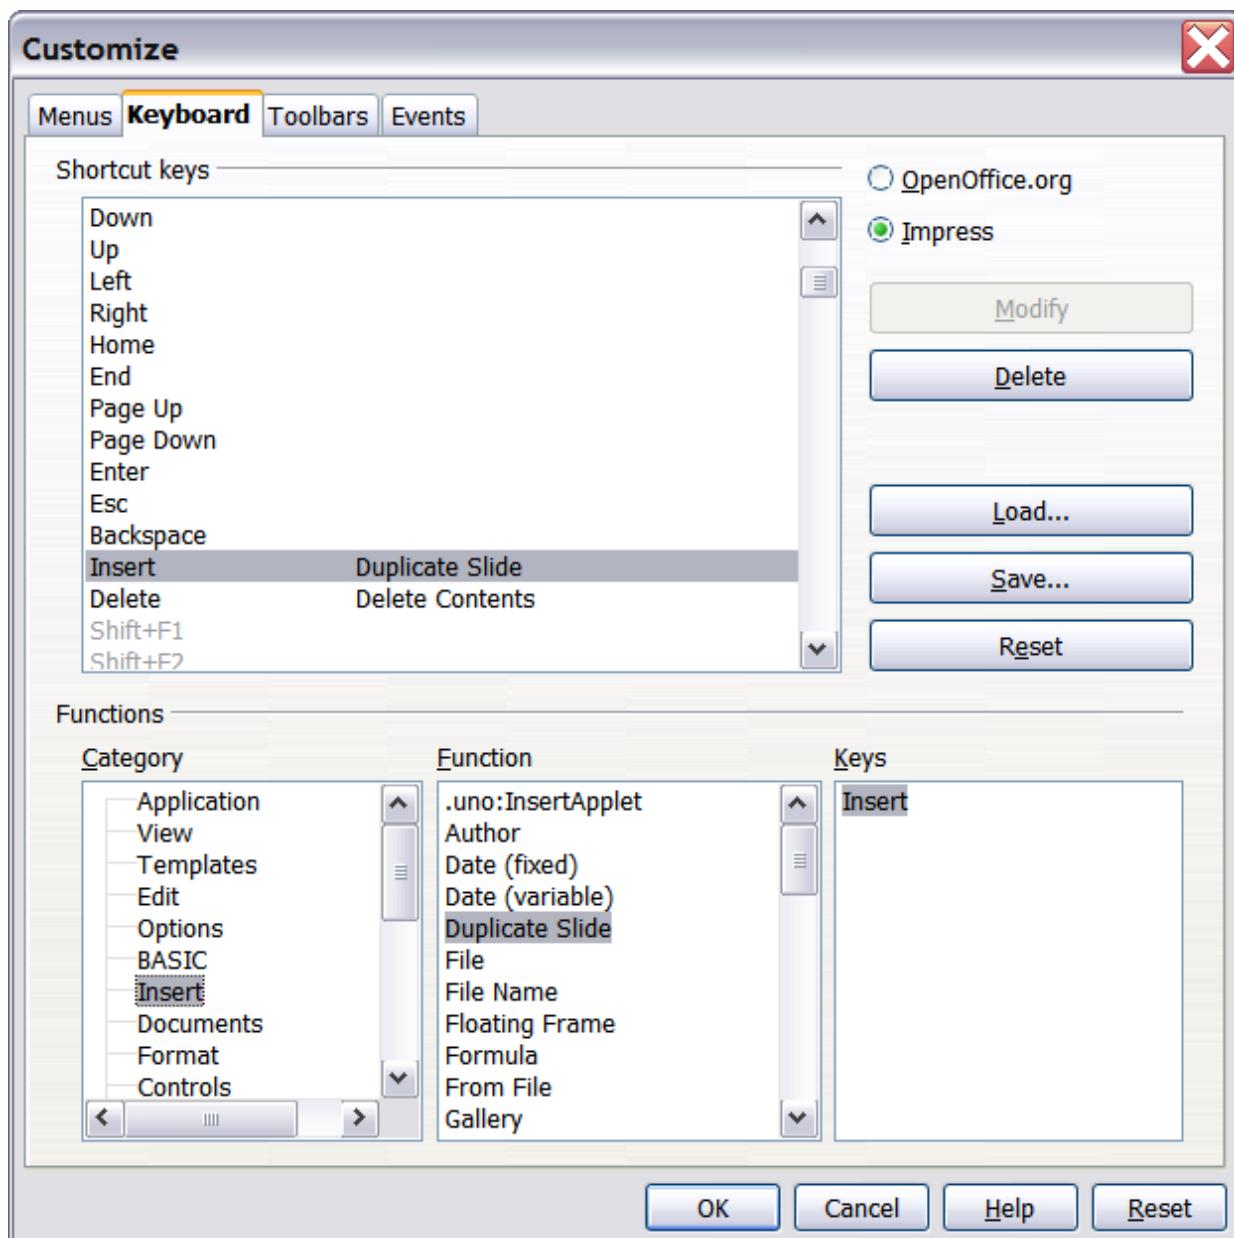 Customize
Menus Keyboard Toolbars Events
Shortcut keys
OpenOffice.org
Impress
Down
Up
Left
Right
Home
End
Page Up
Page Down
Enter
Esc
Backspace
Insert Duplicate Slide
Delete Delete Contents
Shift+F1
Shift+F2
Modify
Delete
Load...
Save...
Reset
Functions
Category
Application
View
Templates
Edit
Options
BASIC
Insert
Documents
Format
Controls
Function
.uno:InsertApplet
Author
Date (fixed)
Date (variable)
Duplicate Slide
File
File Name
Floating Frame
Formula
From File
Gallery
Keys
Insert
OK Cancel Help Reset